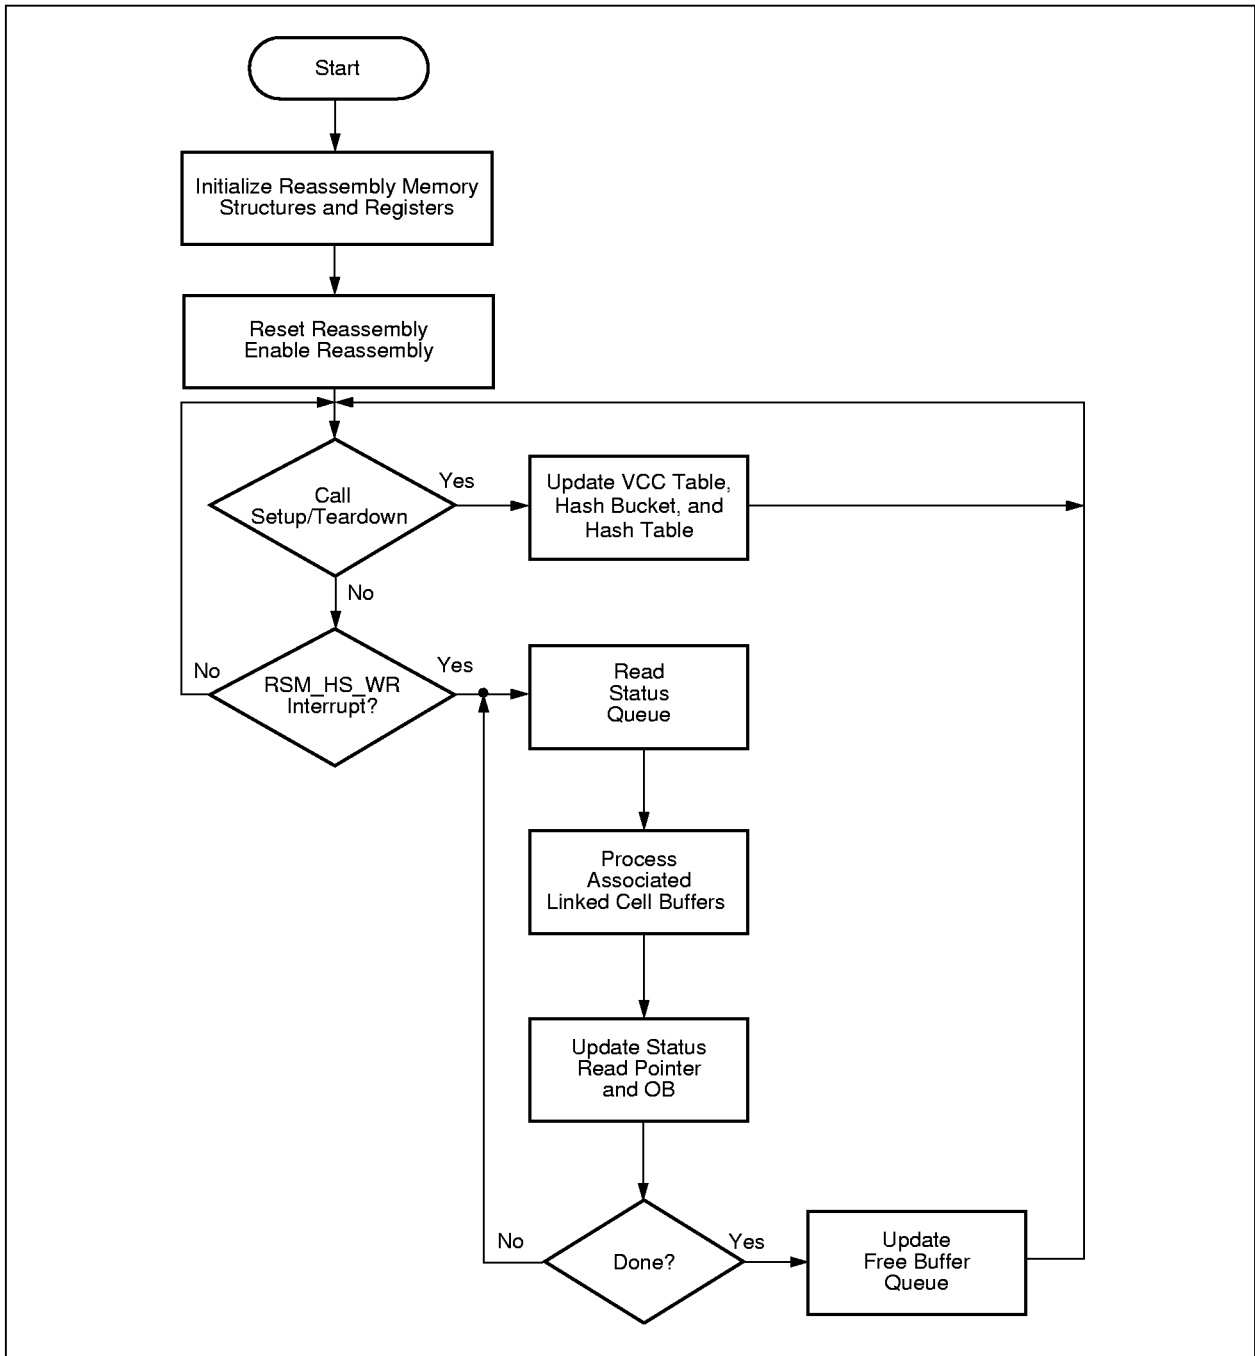 Start
Initialize Reassembly Memory
Structures and Registers
Reset Reassembly
Enable Reassembly
Call
Setup/Teardown
Yes
Update VCC Table,
Hash Bucket, and
Hash Table
No
RSM_HS_WR
Interrupt?
No
Yes
Read
Status
Queue
Process
Associated
Linked Cell Buffers
Update Status
Read Pointer
and OB
Done?
No
Yes
Update
Free Buffer
Queue